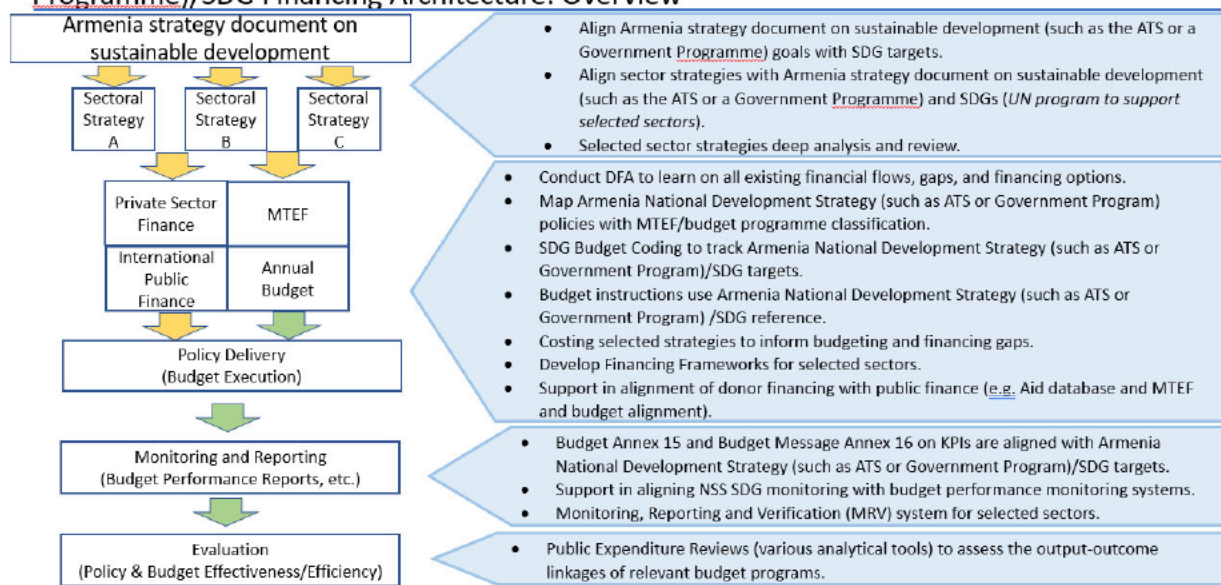 Programme)/SDG Financing Architecture: Overview
Armenia strategy document on
sustainable development
Sectoral
Strategy
A
Sectoral
Strategy
B
Sectoral
Strategy
C
Private Sector
Finance
MTEF
International
Public
Finance
Annual
Budget
Policy Delivery
(Budget Execution)
Monitoring and Reporting
(Budget Performance Reports, etc.)
Evaluation
(Policy & Budget Effectiveness/Efficiency)
• Align Armenia strategy document on sustainable development (such as the ATS or a
Government Programme) goals with SDG targets.
• Align sector strategies with Armenia strategy document on sustainable development
(such as the ATS or a Government Programme) and SDGs (UN program to support
selected sectors).
• Selected sector strategies deep analysis and review.
• Conduct DFA to learn on all existing financial flows, gaps, and financing options.
• Map Armenia National Development Strategy (such as ATS or Government Program)
policies with MTEF/budget programme classification.
• SDG Budget Coding to track Armenia National Development Strategy (such as ATS or
Government Program)/SDG targets.
• Budget instructions use Armenia National Development Strategy (such as ATS or
Government Program) /SDG reference.
• Costing selected strategies to inform budgeting and financing gaps.
• Develop Financing Frameworks for selected sectors.
• Support in alignment of donor financing with public finance (e.g. Aid database and MTEF
and budget alignment).
• Budget Annex 15 and Budget Message Annex 16 on KPIs are aligned with Armenia
National Development Strategy (such as ATS or Government Program)/SDG targets.
• Support in aligning NSS SDG monitoring with budget performance monitoring systems.
• Monitoring, Reporting and Verification (MRV) system for selected sectors.
• Public Expenditure Reviews (various analytical tools) to assess the output-outcome
linkages of relevant budget programs.